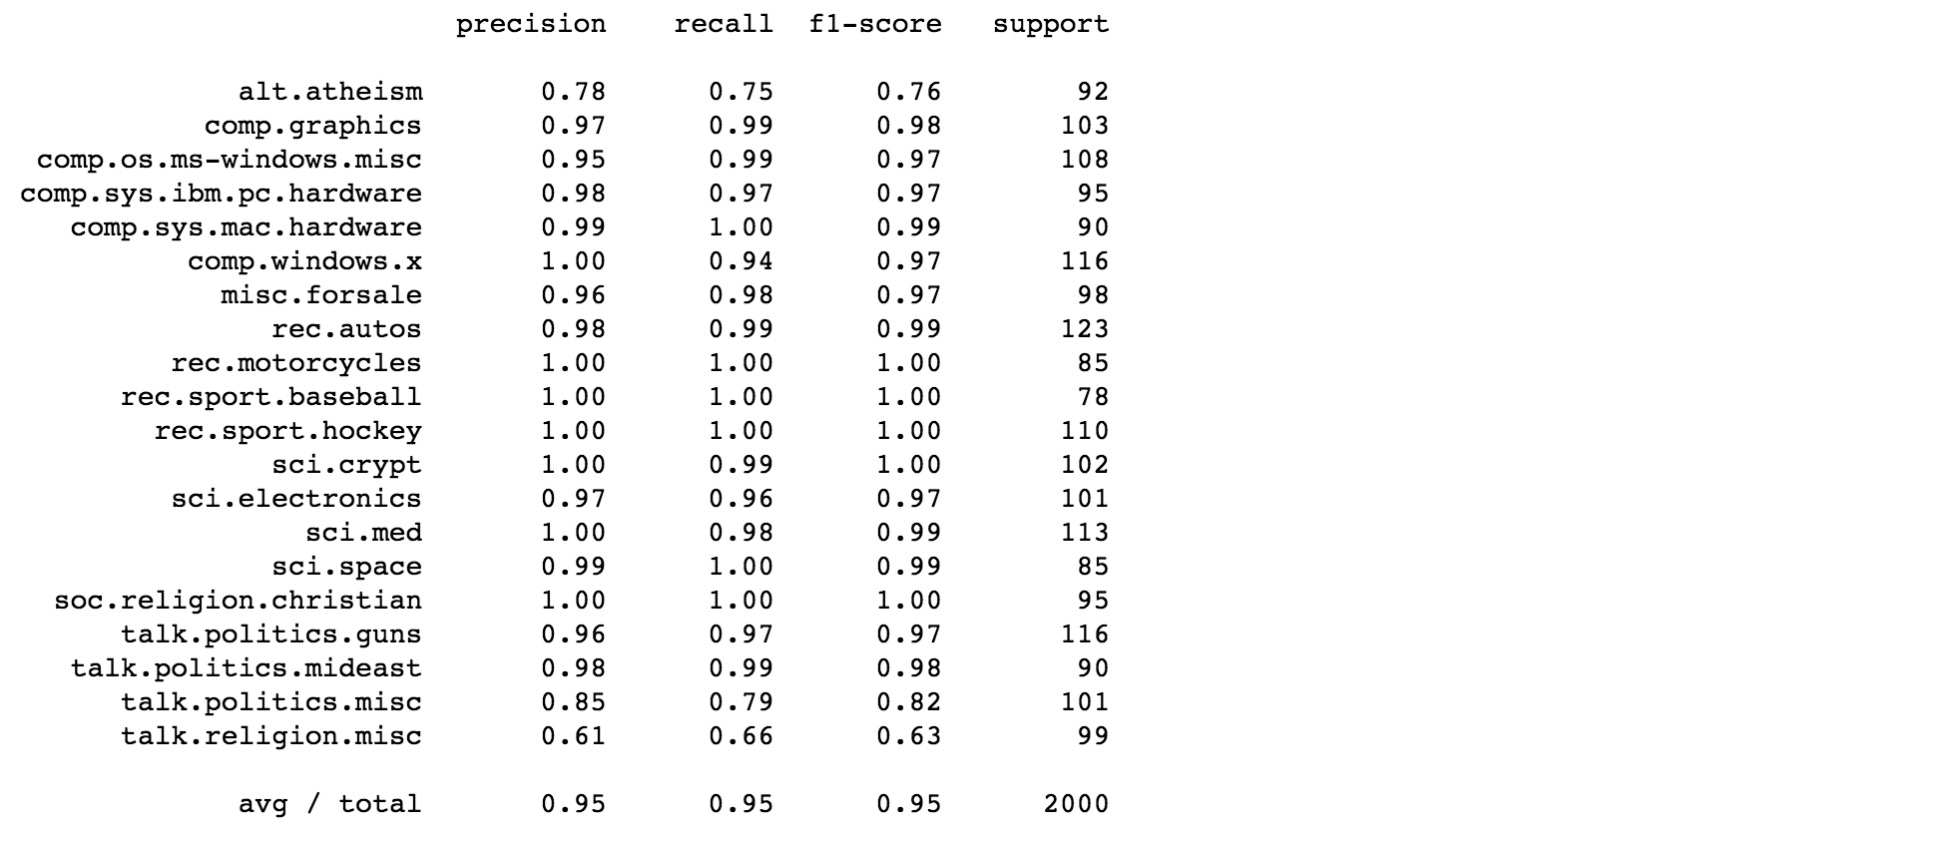 precision recall f1-score support
alt.atheism 0.78 0.75 0.76 92
comp.graphics 0.97 0.99 0.98 103
comp.os.ms-windows.misc 0.95 0.99 0.97 108
comp.sys.ibm.pc.hardware 0.98 0.97 0.97 95
comp.sys.mac.hardware 0.99 1.00 0.99 90
comp.windows.x 1.00 0.94 0.97 116
misc.forsale 0.96 0.98 0.97 98
rec.autos 0.98 0.99 0.99 123
rec.motorcycles 1.00 1.00 1.00 85
rec.sport.baseball 1.00 1.00 1.00 78
rec.sport.hockey 1.00 1.00 1.00 110
sci.crypt 1.00 0.99 1.00 102
sci.electronics 0.97 0.96 0.97 101
sci.med 1.00 0.98 0.99 113
sci.space 0.99 1.00 0.99 85
soc.religion.christian 1.00 1.00 1.00 95
talk.politics.guns 0.96 0.97 0.97 116
talk.politics.mideast 0.98 0.99 0.98 90
talk.politics.misc 0.85 0.79 0.82 101
talk.religion.misc 0.61 0.66 0.63 99
avg / total 0.95 0.95 0.95 2000